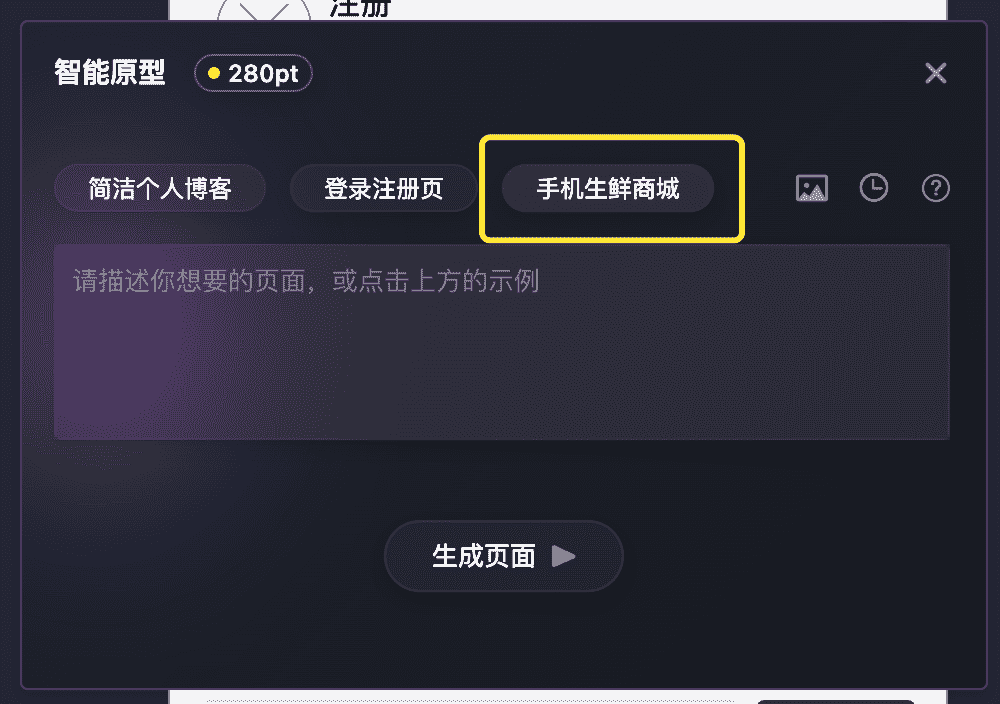 注册
智能原型
280pt
简洁个人博客
登录注册页
手机生鲜商城
请描述你想要的页面，或点击上方的示例
生成页面